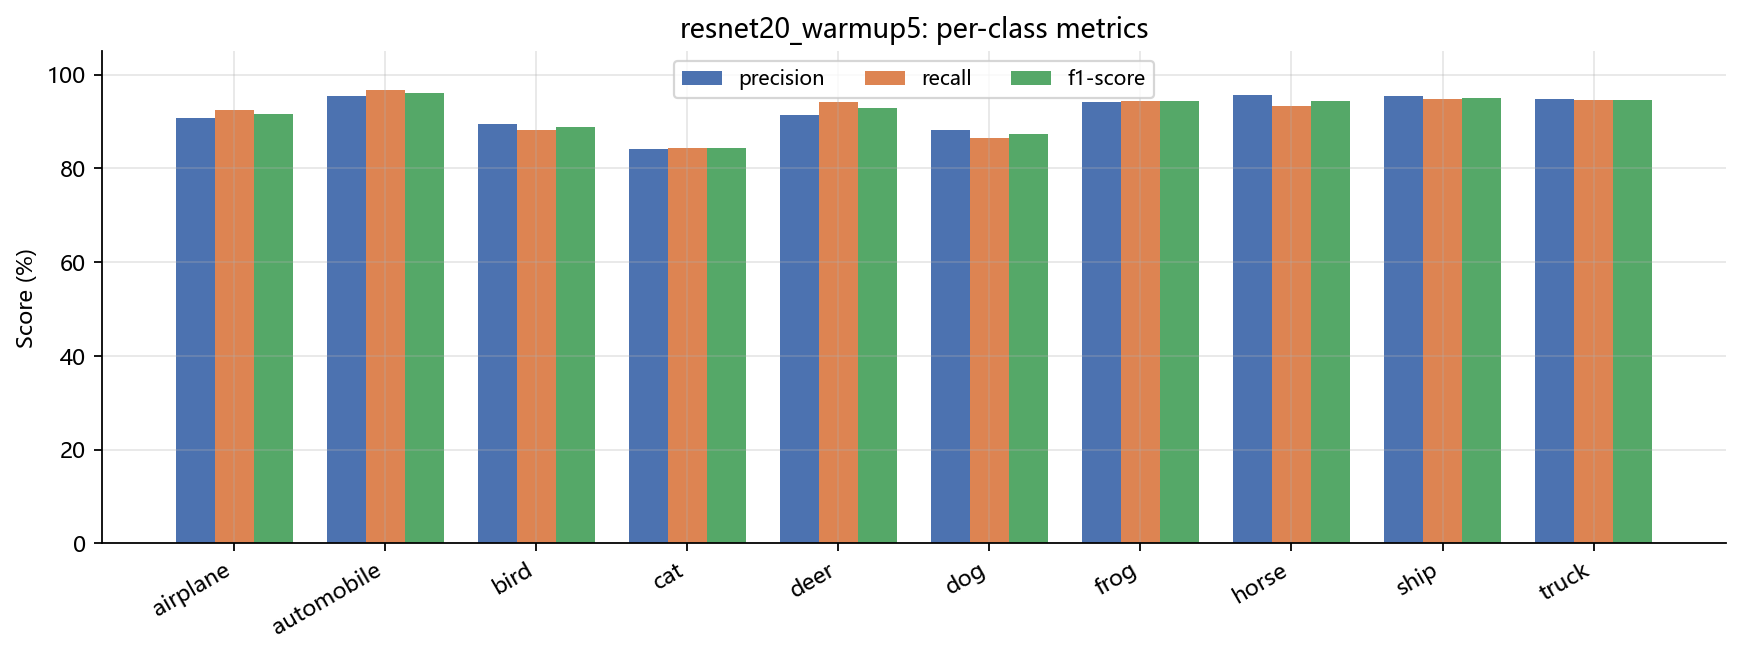 resnet20_warmup5: per-class metrics
precision recall f1-score
Score (%)
100
80
60
40
20
0
airplane automobile bird cat deer dog frog horse ship truck